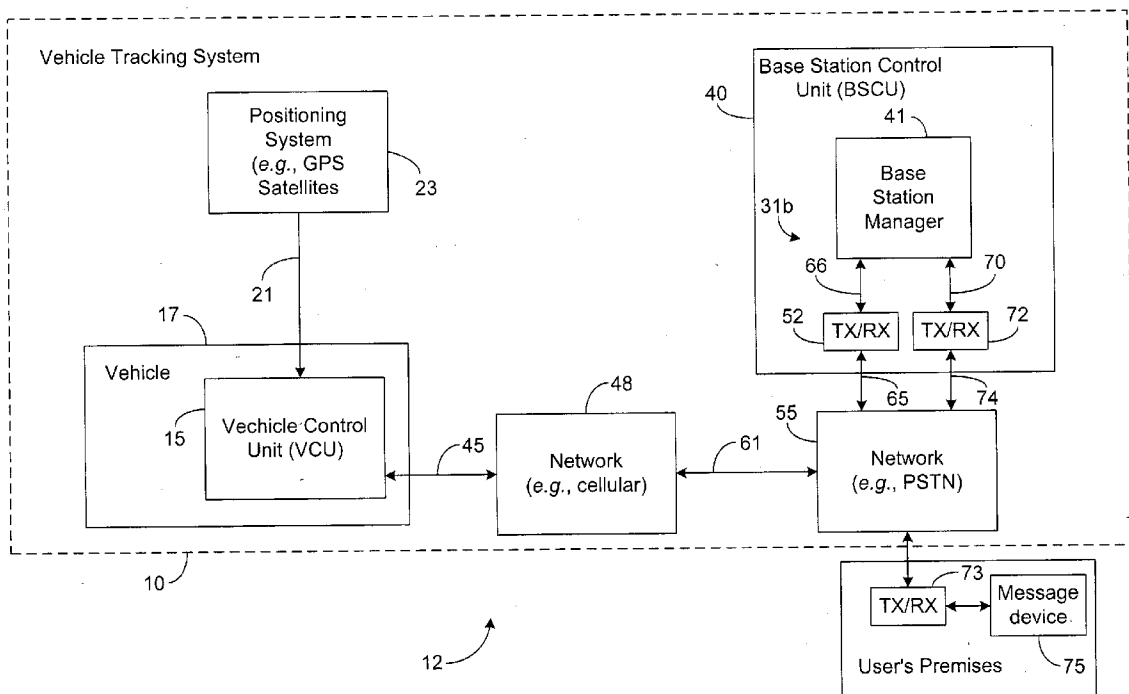 Vehicle Tracking System
Positioning
System
(e.g., GPS
Satellites
23
21
17
Vehicle
15
Vechicle Control
Unit (VCU)
45
48
Network
(e.g., cellular)
61
Base Station Control
Unit (BSCU)
40
41
Base
Station
Manager
31b
66
70
52
TX/RX
TX/RX
72
65
74
55
Network
(e.g., PSTN)
10
12
73
TX/RX
Message
device
75
User's Premises